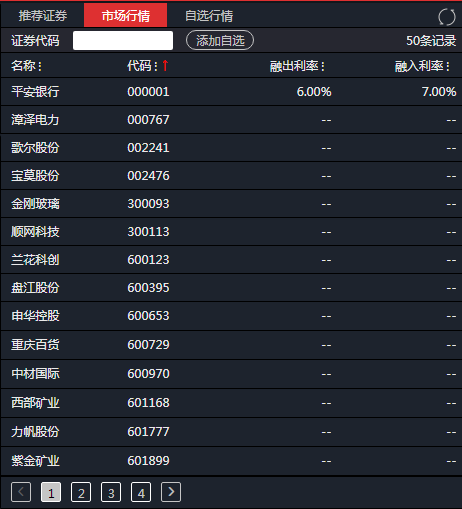 推荐证券 市场行情 自选行情
证券代码 添加自选 50条记录
名称 代码↑ 融出利率 融入利率
平安银行 000001 6.00% 7.00%
漳泽电力 000767 -- --
歌尔股份 002241 -- --
宝莫股份 002476 -- --
金刚玻璃 300093 -- --
顺网科技 300113 -- --
兰花科创 600123 -- --
盘江股份 600395 -- --
申华控股 600653 -- --
重庆百货 600729 -- --
中材国际 600970 -- --
西部矿业 601168 -- --
力帆股份 601777 -- --
紫金矿业 601899 -- --
< 1 2 3 4 >